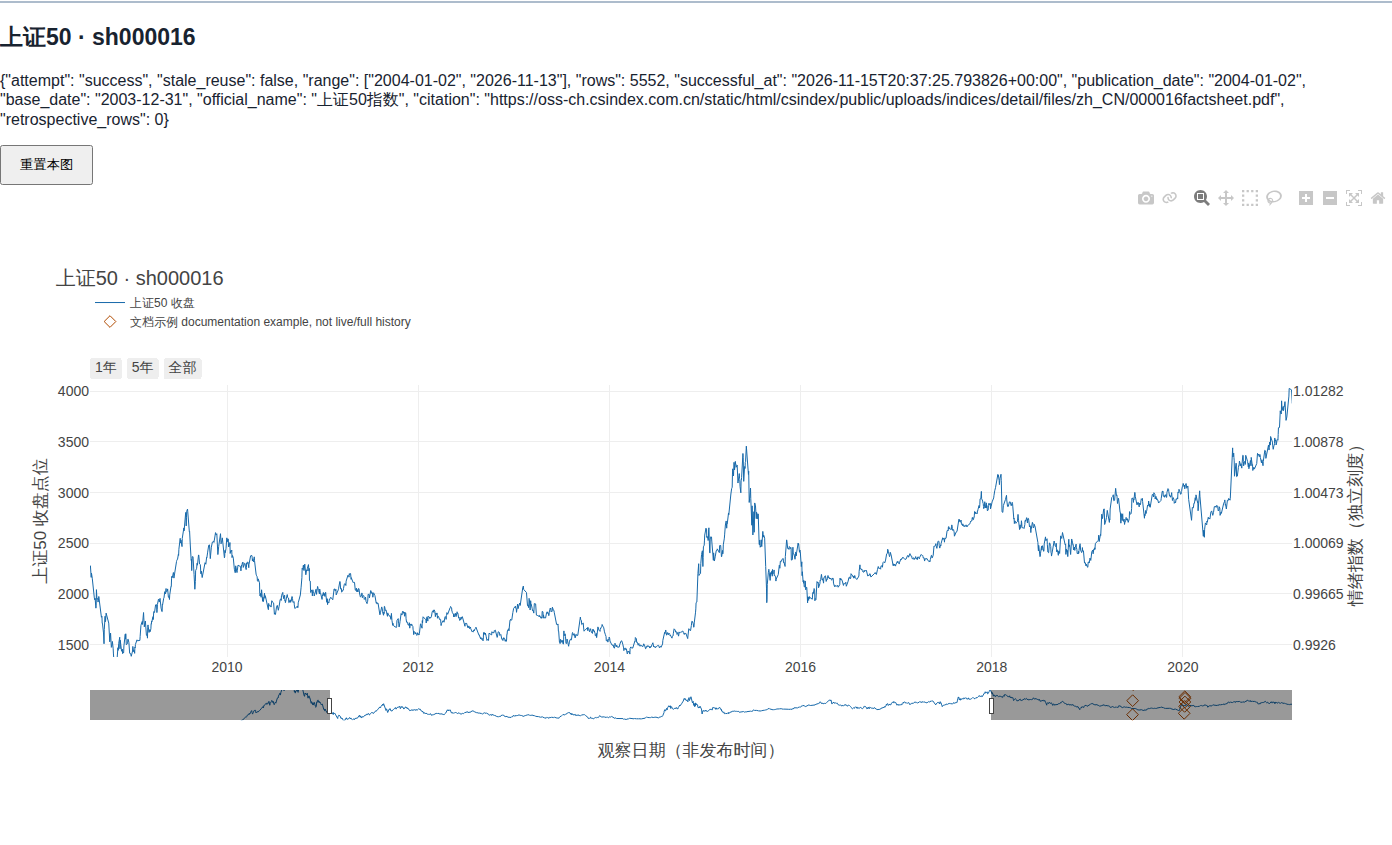 上证50 · sh000016
{"attempt": "success", "stale_reuse": false, "range": ["2004-01-02", "2026-11-13"], "rows": 5552, "successful_at": "2026-11-15T20:37:25.793826+00:00", "publication_date": "2004-01-02",
"base_date": "2003-12-31", "official_name": "上证50指数", "citation": "https://oss-ch.csindex.com.cn/static/html/csindex/public/uploads/indices/detail/files/zh_CN/000016factsheet.pdf",
"retrospective_rows": 0}
重置本图
上证50 · sh000016
上证50 收盘
文档示例 documentation example, not live/full history
1年 5年 全部
上证50 收盘点位
4000
3500
3000
2500
2000
1500
1.01282
1.00878
1.00473
1.00069
0.99665
0.9926
情绪指数（独立刻度）
2010 2012 2014 2016 2018 2020
观察日期（非发布时间）